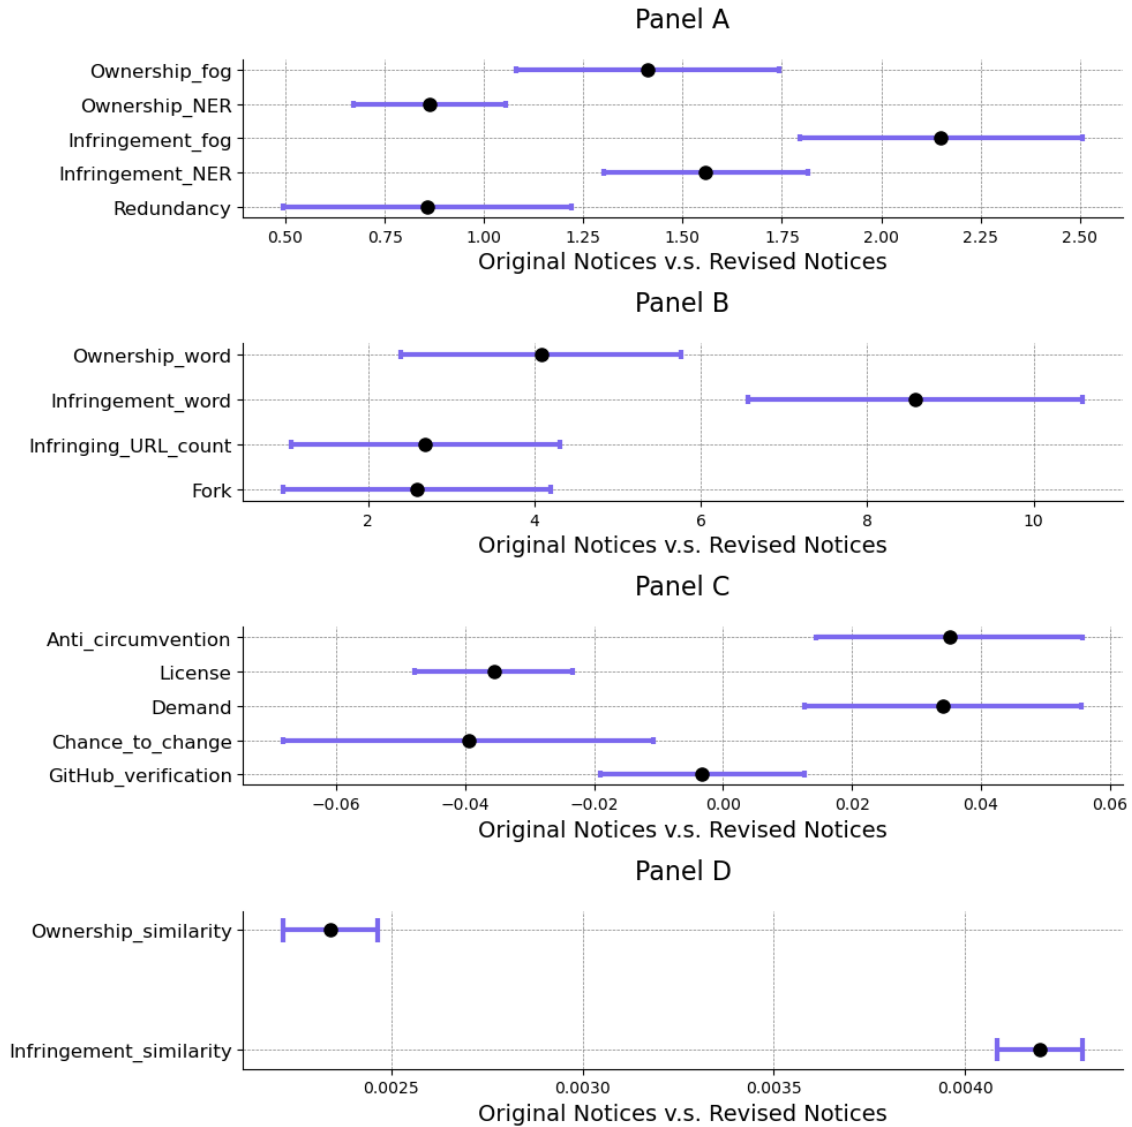 Panel A
Ownership_fog
Ownership_NER
Infringement_fog
Infringement_NER
Redundancy
0.50 0.75 1.00 1.25 1.50 1.75 2.00 2.25 2.50
Original Notices v.s. Revised Notices
Panel B
Ownership_word
Infringement_word
Infringing_URL_count
Fork
2 4 6 8 10
Original Notices v.s. Revised Notices
Panel C
Anti_circumvention
License
Demand
Chance_to_change
GitHub_verification
−0.06 −0.04 −0.02 0.00 0.02 0.04 0.06
Original Notices v.s. Revised Notices
Panel D
Ownership_similarity
Infringement_similarity
0.0025 0.0030 0.0035 0.0040
Original Notices v.s. Revised Notices